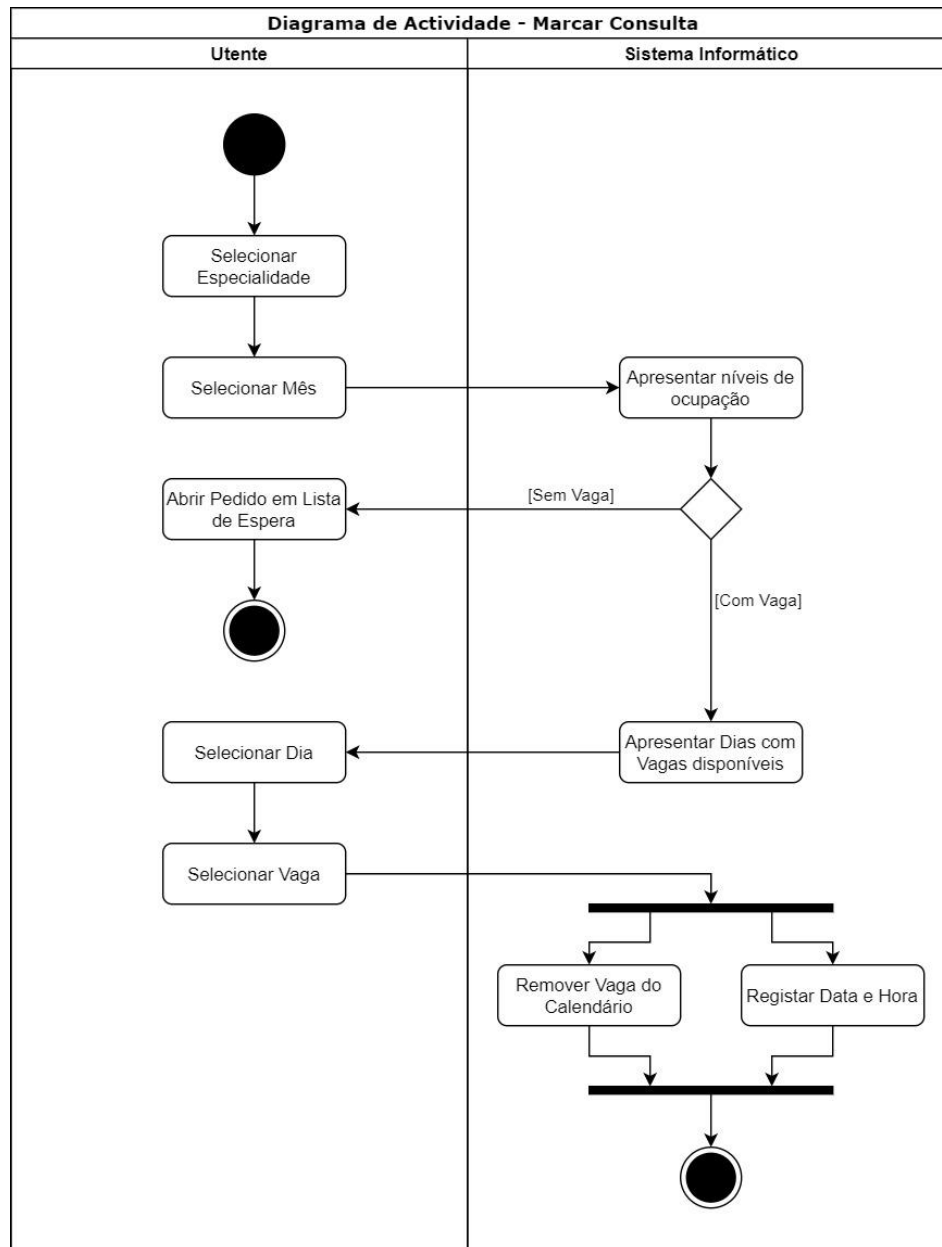 Diagrama de Actividade - Marcar Consulta
Utente
Sistema Informático
Selecionar
Especialidade
Selecionar Mês
Apresentar níveis de
ocupação
Abrir Pedido em Lista
de Espera
[Sem Vaga]
[Com Vaga]
Selecionar Dia
Apresentar Dias com
Vagas disponíveis
Selecionar Vaga
Remover Vaga do
Calendário
Registar Data e Hora